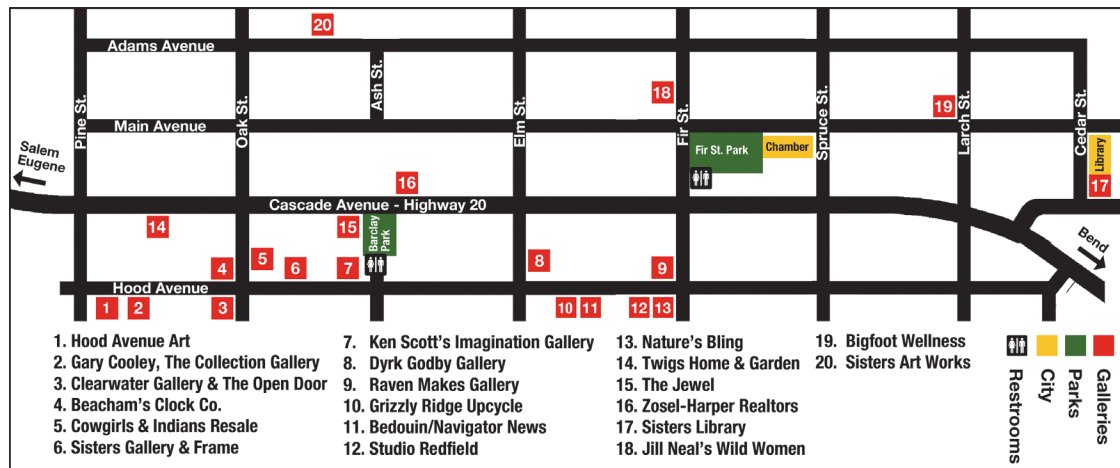 20
Adams Avenue
Pine St.
Oak St.
Ash St.
Elm St.
Fir St.
Spruce St.
Larch St.
Cedar St.
18
19
Main Avenue
Salem
Eugene
Fir St. Park
Chamber
Library
17
16
Cascade Avenue - Highway 20
14
15
Barclay
Park
Bend
4
5
6
7
8
9
Hood Avenue
1
2
3
10
11
12
13
1. Hood Avenue Art
2. Gary Cooley, The Collection Gallery
3. Clearwater Gallery & The Open Door
4. Beacham's Clock Co.
5. Cowgirls & Indians Resale
6. Sisters Gallery & Frame
7. Ken Scott's Imagination Gallery
8. Dyrk Godby Gallery
9. Raven Makes Gallery
10. Grizzly Ridge Upcycle
11. Bedouin/Navigator News
12. Studio Redfield
13. Nature's Bling
14. Twigs Home & Garden
15. The Jewel
16. Zosel-Harper Realtors
17. Sisters Library
18. Jill Neal's Wild Women
19. Bigfoot Wellness
20. Sisters Art Works
Restrooms
City
Parks
Galleries